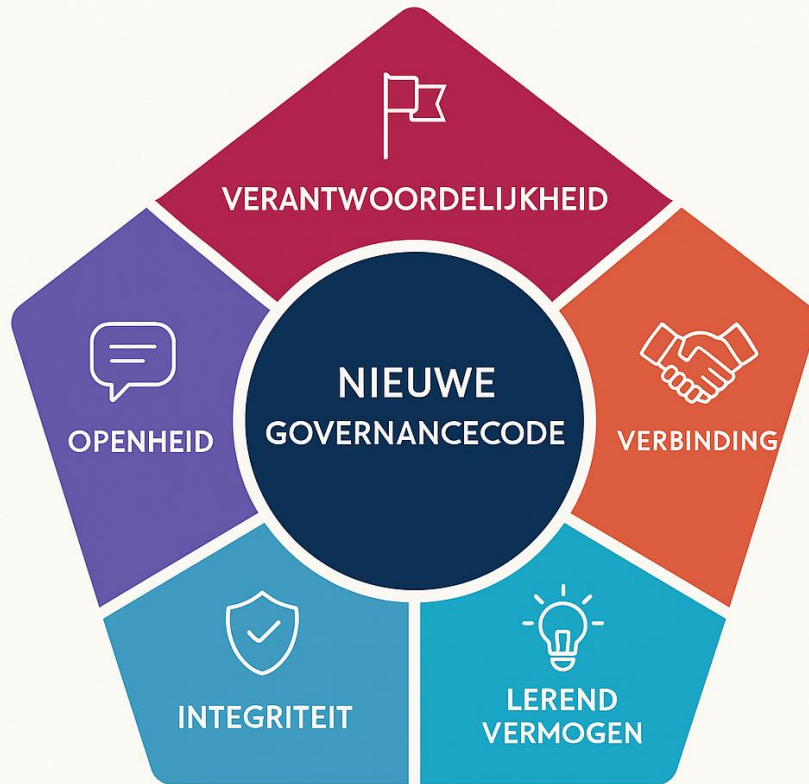 VERANTWOORDELIJKHEID
OPENHEID
NIEUWE
GOVERNANCECODE
VERBINDING
INTEGRITEIT
LEREND
VERMOGEN